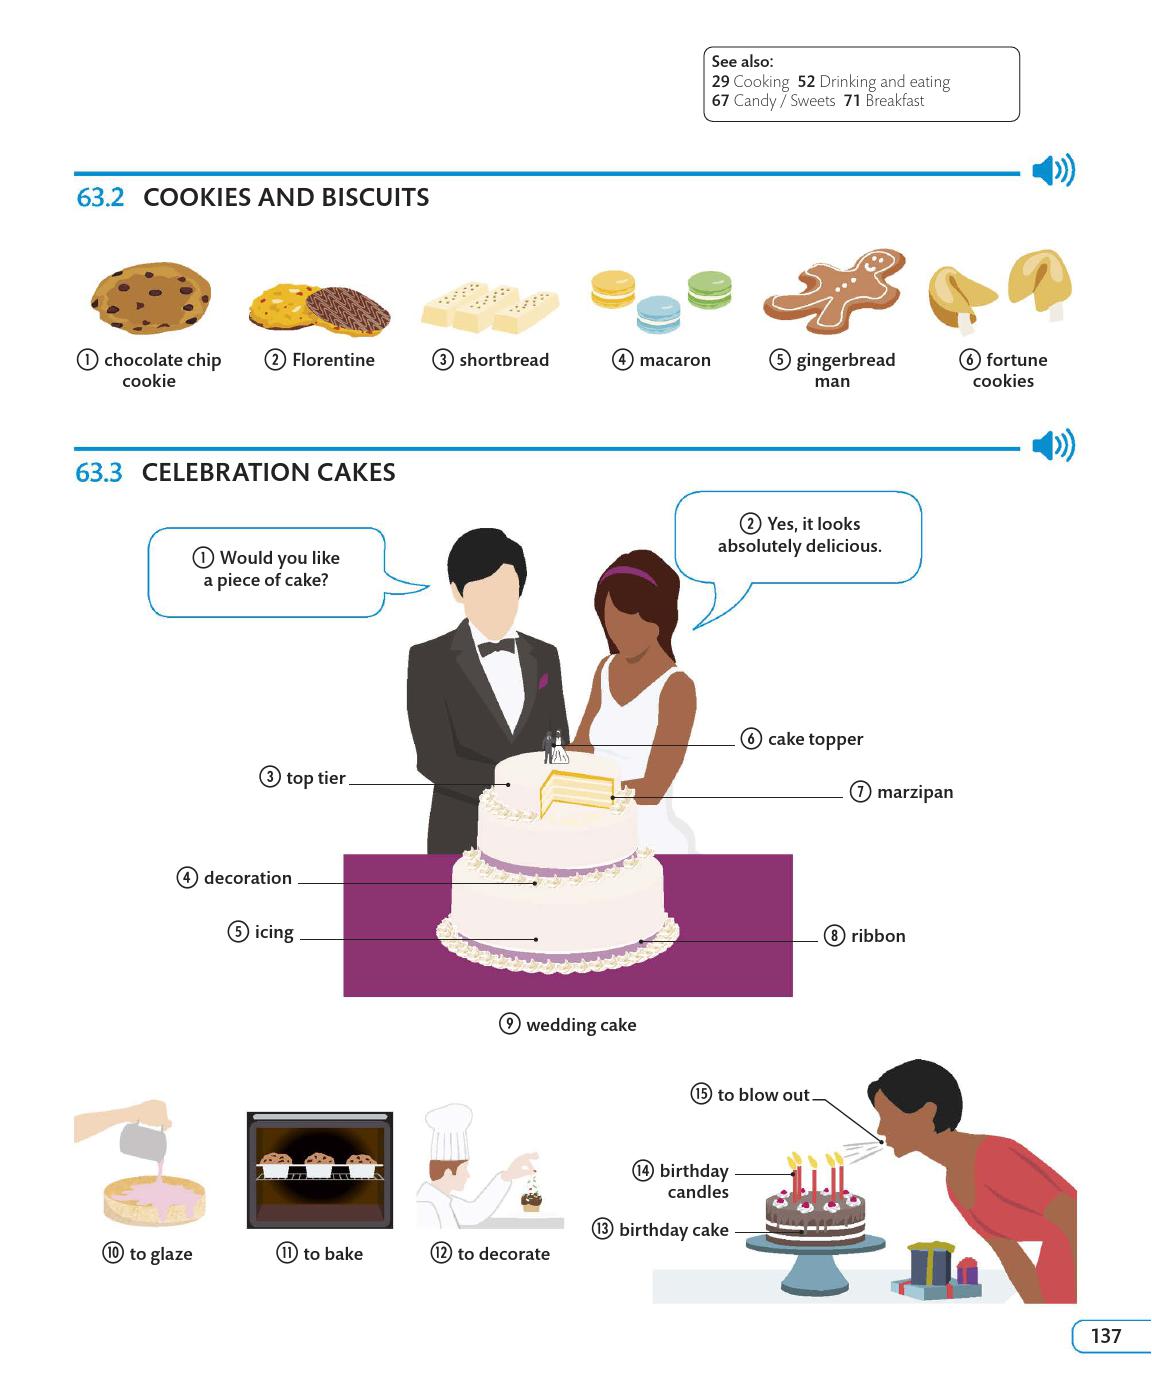 See also:
29 Cooking 52 Drinking and eating
67 Candy / Sweets 71 Breakfast
63.2 COOKIES AND BISCUITS
1 chocolate chip
cookie
2 Florentine
3 shortbread
4 macaron
5 gingerbread
man
6 fortune
cookies
63.3 CELEBRATION CAKES
1 Would you like
a piece of cake?
2 Yes, it looks
absolutely delicious.
3 top tier
4 decoration
5 icing
6 cake topper
7 marzipan
8 ribbon
9 wedding cake
10 to glaze
11 to bake
12 to decorate
15 to blow out
14 birthday
candles
13 birthday cake
137